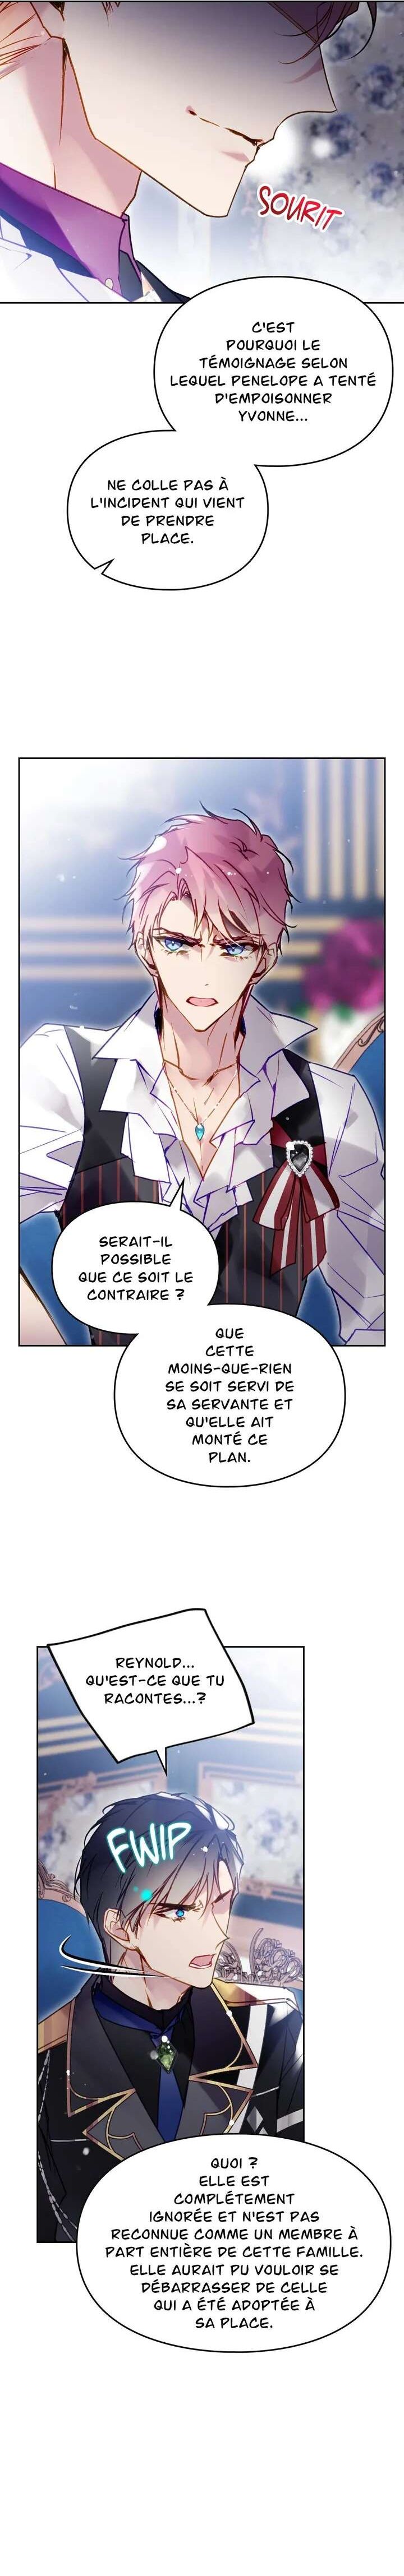 SOURIT
C'EST
POURQUOI LE
TÉMOIGNAGE SELON
LEQUEL PENELOPE A TENTÉ
D'EMPOISONNER
YVONNE...
NE COLLE PAS À
L'INCIDENT QUI VIENT
DE PRENDRE
PLACE.
SERAIT-IL
POSSIBLE
QUE CE SOIT LE
CONTRAIRE ?
QUE
CETTE
MOINS-QUE-RIEN
SE SOIT SERVI DE
SA SERVANTE ET
QU'ELLE AIT
MONTÉ CE
PLAN.
REYNOLD...
QU'EST-CE QUE TU
RACONTES...?
FWIP
QUOI ?
ELLE EST
COMPLÉTEMENT
IGNORÉE ET N'EST PAS
RECONNUE COMME UN MEMBRE À
PART ENTIÈRE DE CETTE FAMILLE.
ELLE AURAIT PU VOULOIR SE
DÉBARRASSER DE CELLE
QUI A ÉTÉ ADOPTÉE À
SA PLACE.